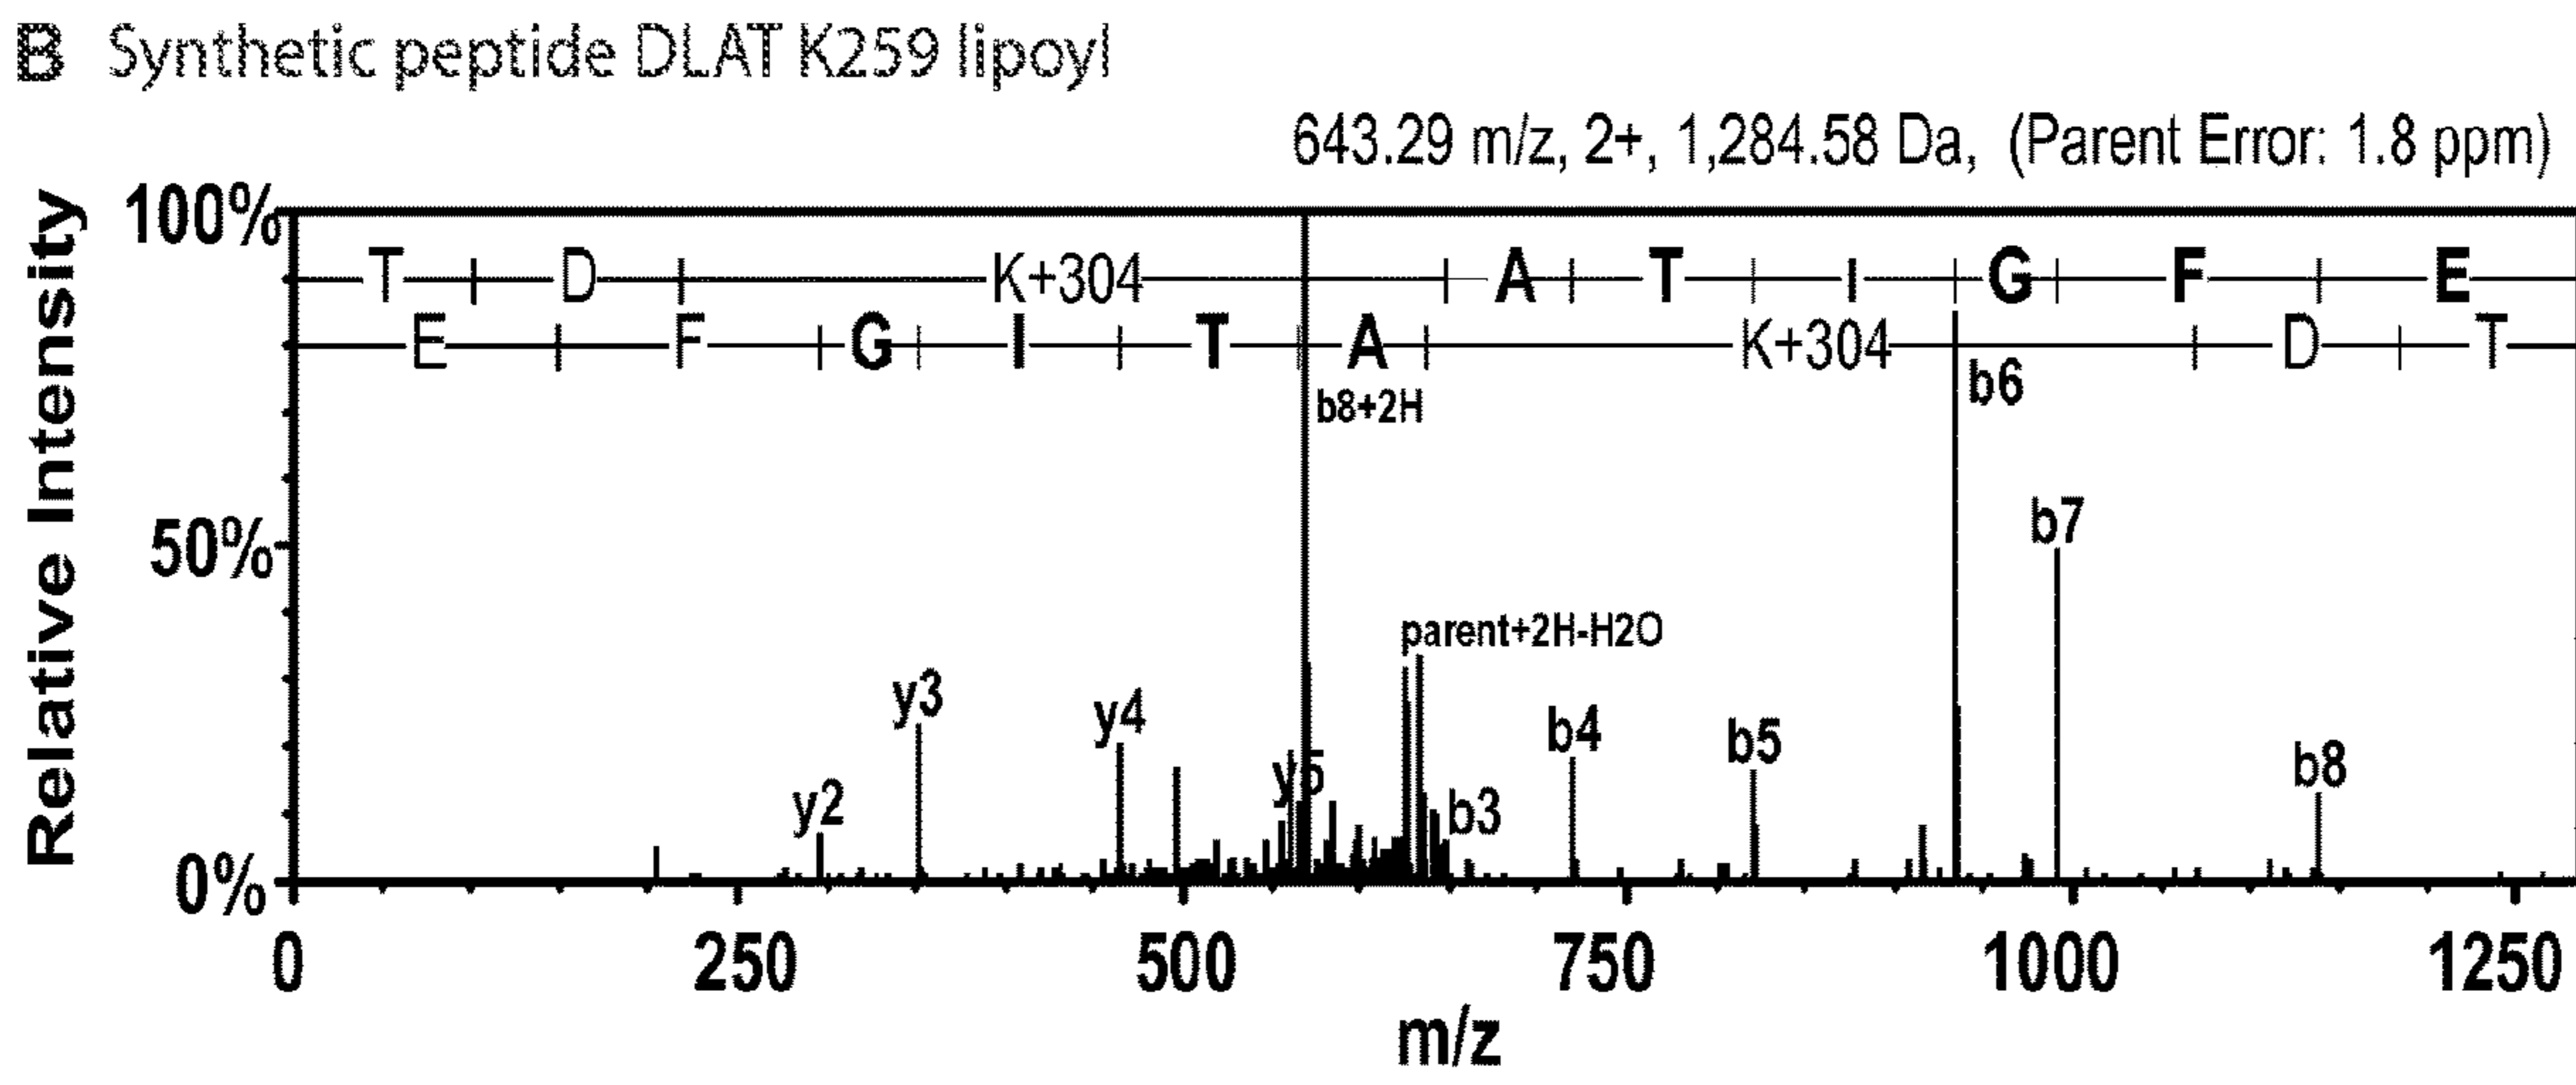 B Synthetic peptide DLAT K259 lipoyl
643.29 m/z, 2+, 1,284.58 Da, (Parent Error: 1.8 ppm)
Relative Intensity
100%
T D K+304 A T I G F E
E F G I T A K+304 D T
b8+2H
b6
50%
b7
parent+2H-H2O
y3
y4
b4
b5
y5
b8
y2
b3
0%
0 250 500 750 1000 1250
m/z